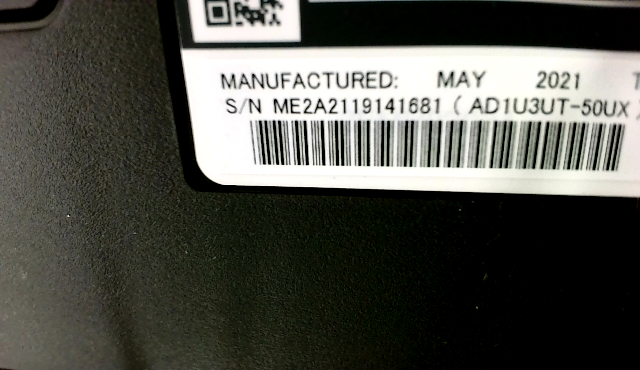 MANUFACTURED: MAY 2021
S/N ME2A2119141681 ( AD1U3UT-50UX )